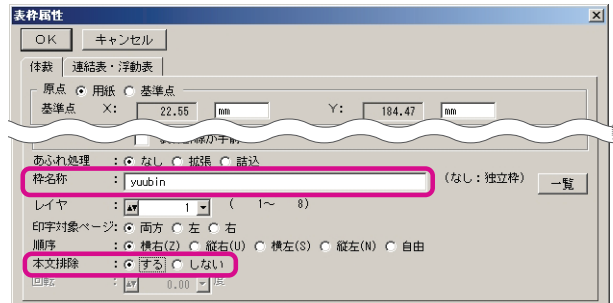 表枠属性
OK キャンセル
体裁 連結表・浮動表
原点 用紙 基準点
基準点 X: 22.55 mm Y: 184.47 mm
あふれ処理 : なし 拡張 詰込
枠名称 : yuubin (なし:独立枠) 一覧
レイヤ : 1 ( 1~ 8)
印字対象ページ: 両方 左 右
順序 : 横右(Z) 縦右(U) 横左(S) 縦左(N) 自由
本文排除 : する しない
回転 : 0.00 度